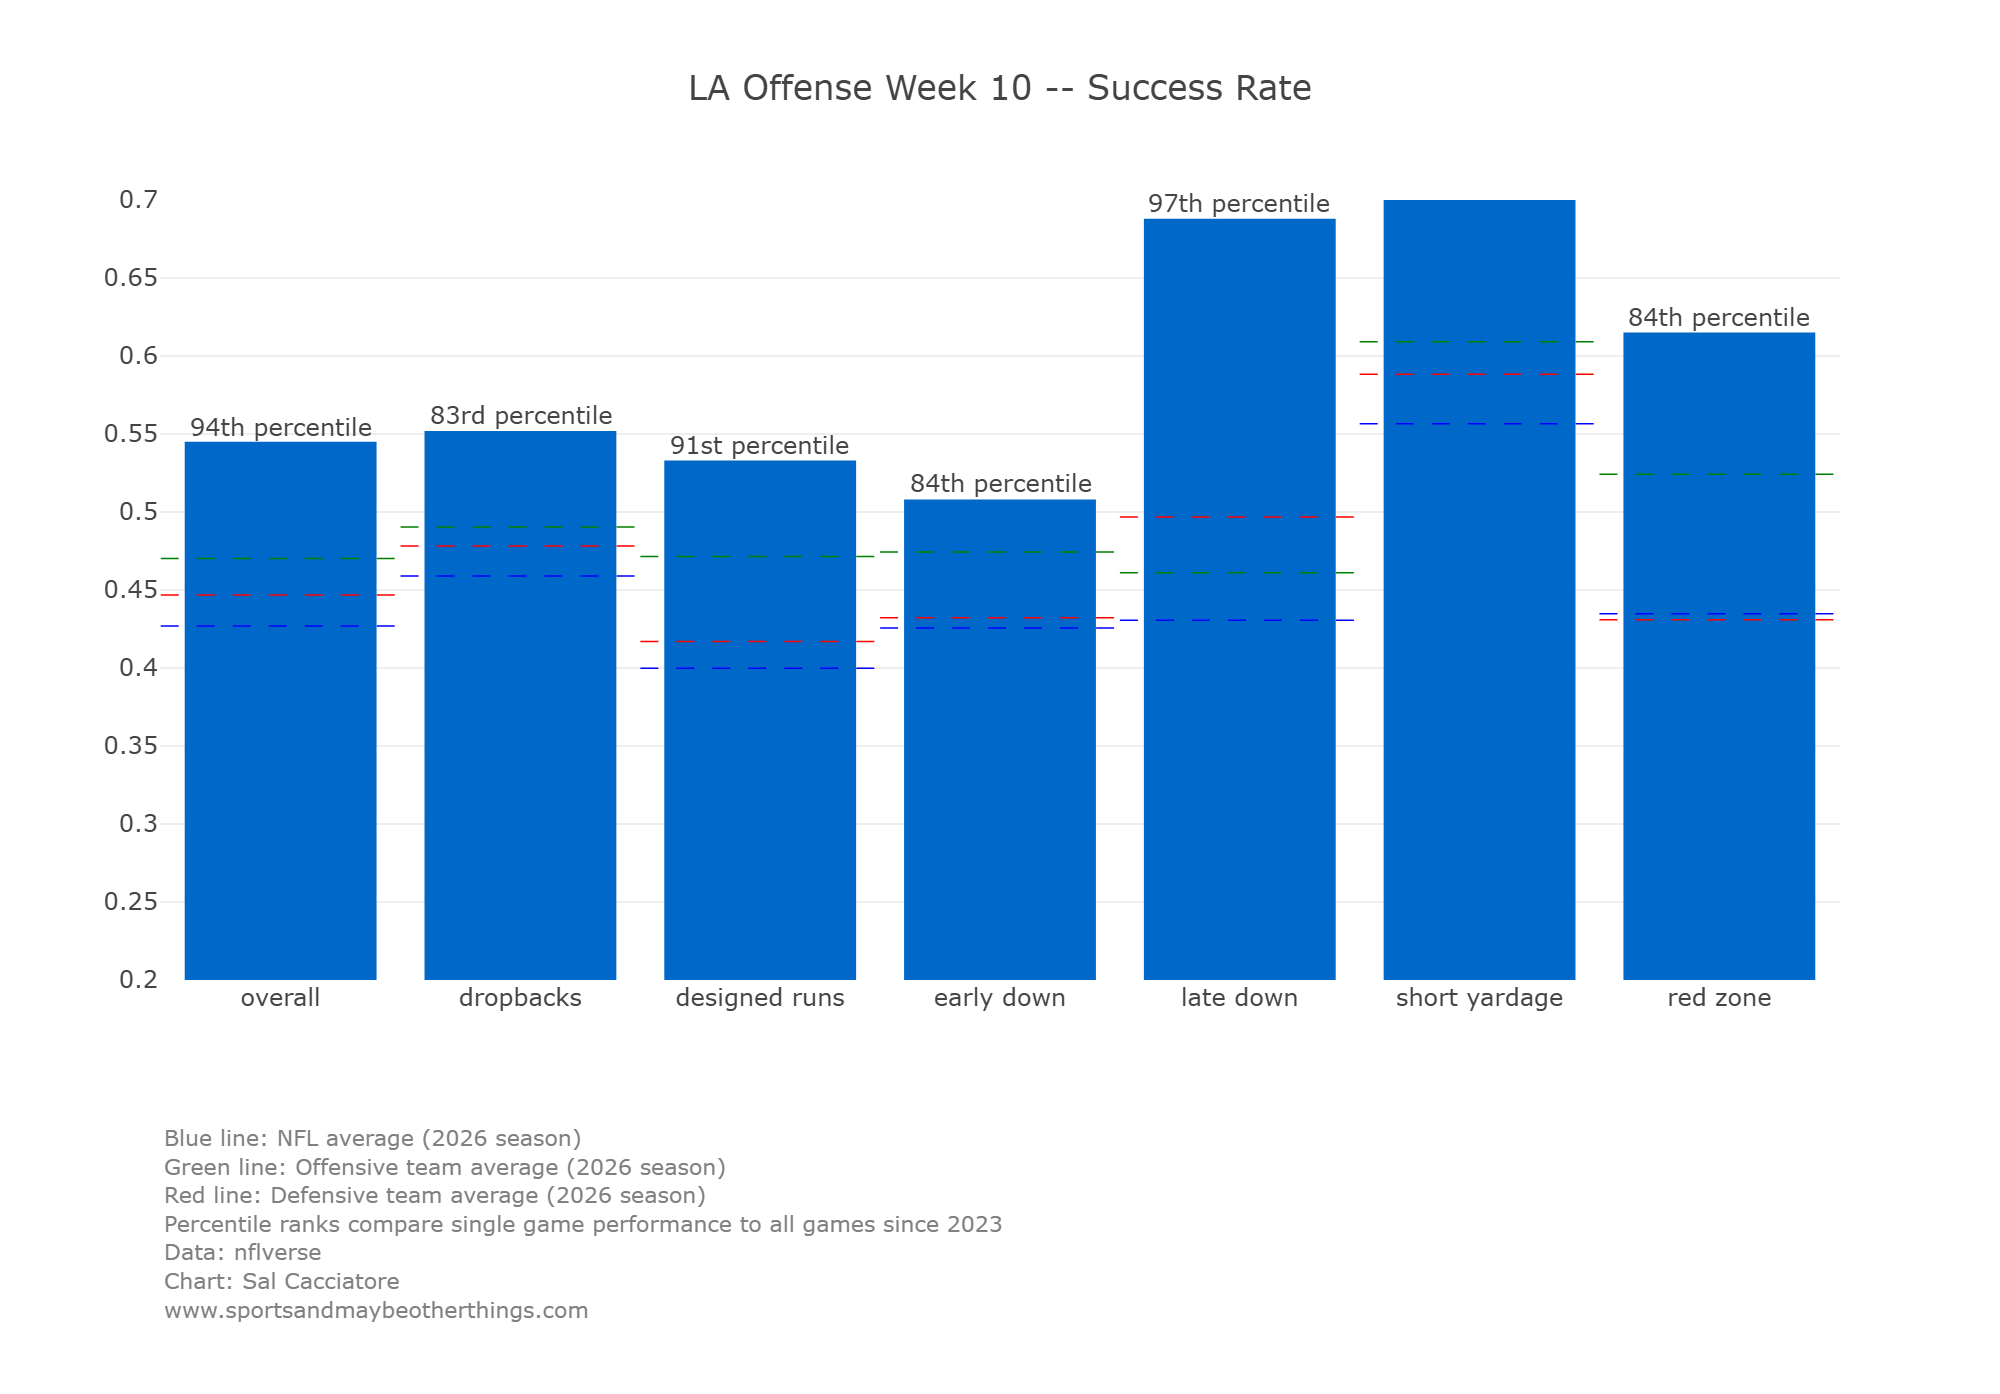 LA Offense Week 10 -- Success Rate
0.7
0.65
0.6
0.55
0.5
0.45
0.4
0.35
0.3
0.25
0.2
94th percentile
83rd percentile
91st percentile
84th percentile
97th percentile
84th percentile
overall
dropbacks
designed runs
early down
late down
short yardage
red zone
Blue line: NFL average (2026 season)
Green line: Offensive team average (2026 season)
Red line: Defensive team average (2026 season)
Percentile ranks compare single game performance to all games since 2023
Data: nflverse
Chart: Sal Cacciatore
www.sportsandmaybeotherthings.com